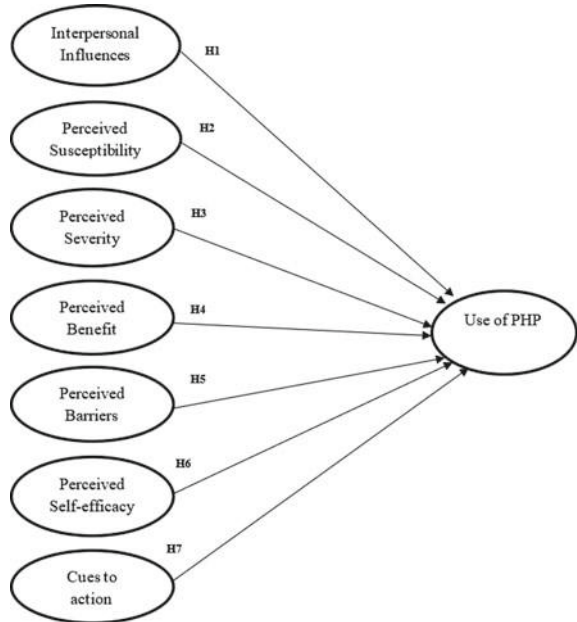 Interpersonal
Influences
H1
Perceived
Susceptibility
H2
Perceived
Severity
H3
Perceived
Benefit
H4
Perceived
Barriers
H5
Perceived
Self-efficacy
H6
Cues to
action
H7
Use of PHP